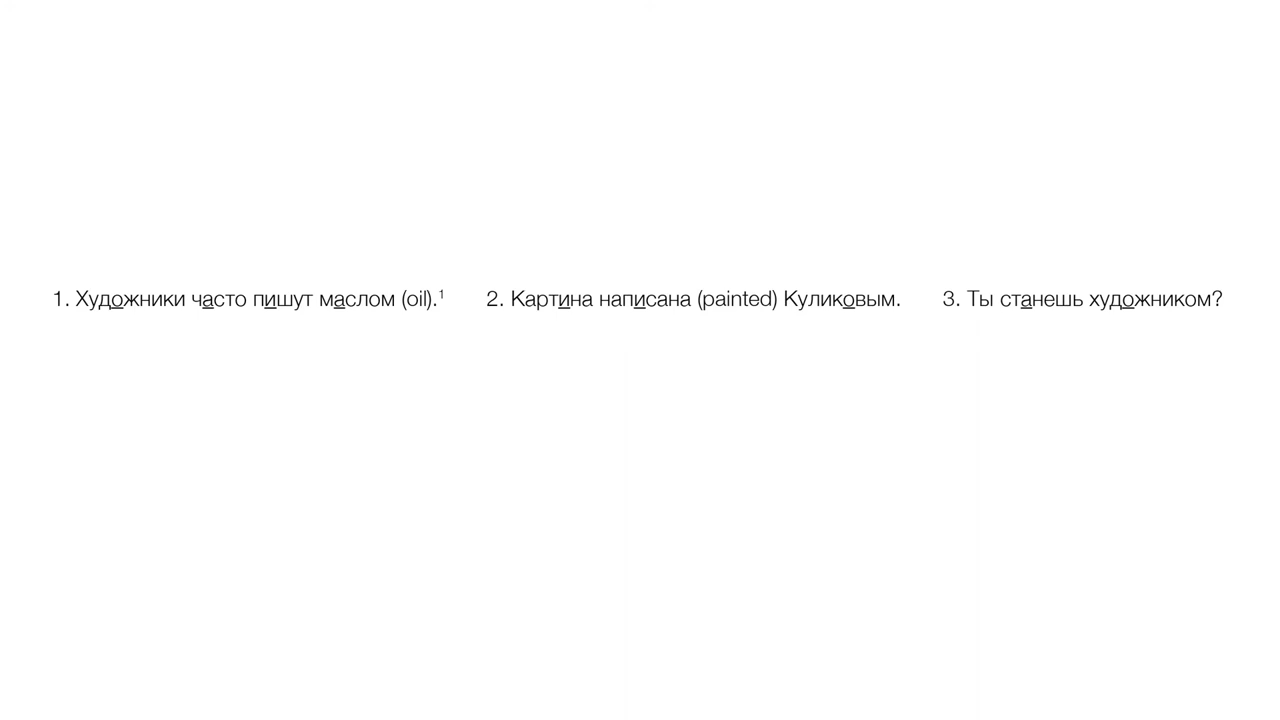 1. Художники часто пишут маслом (oil).¹ 2. Картина написана (painted) Куликовым. 3. Ты станешь художником?